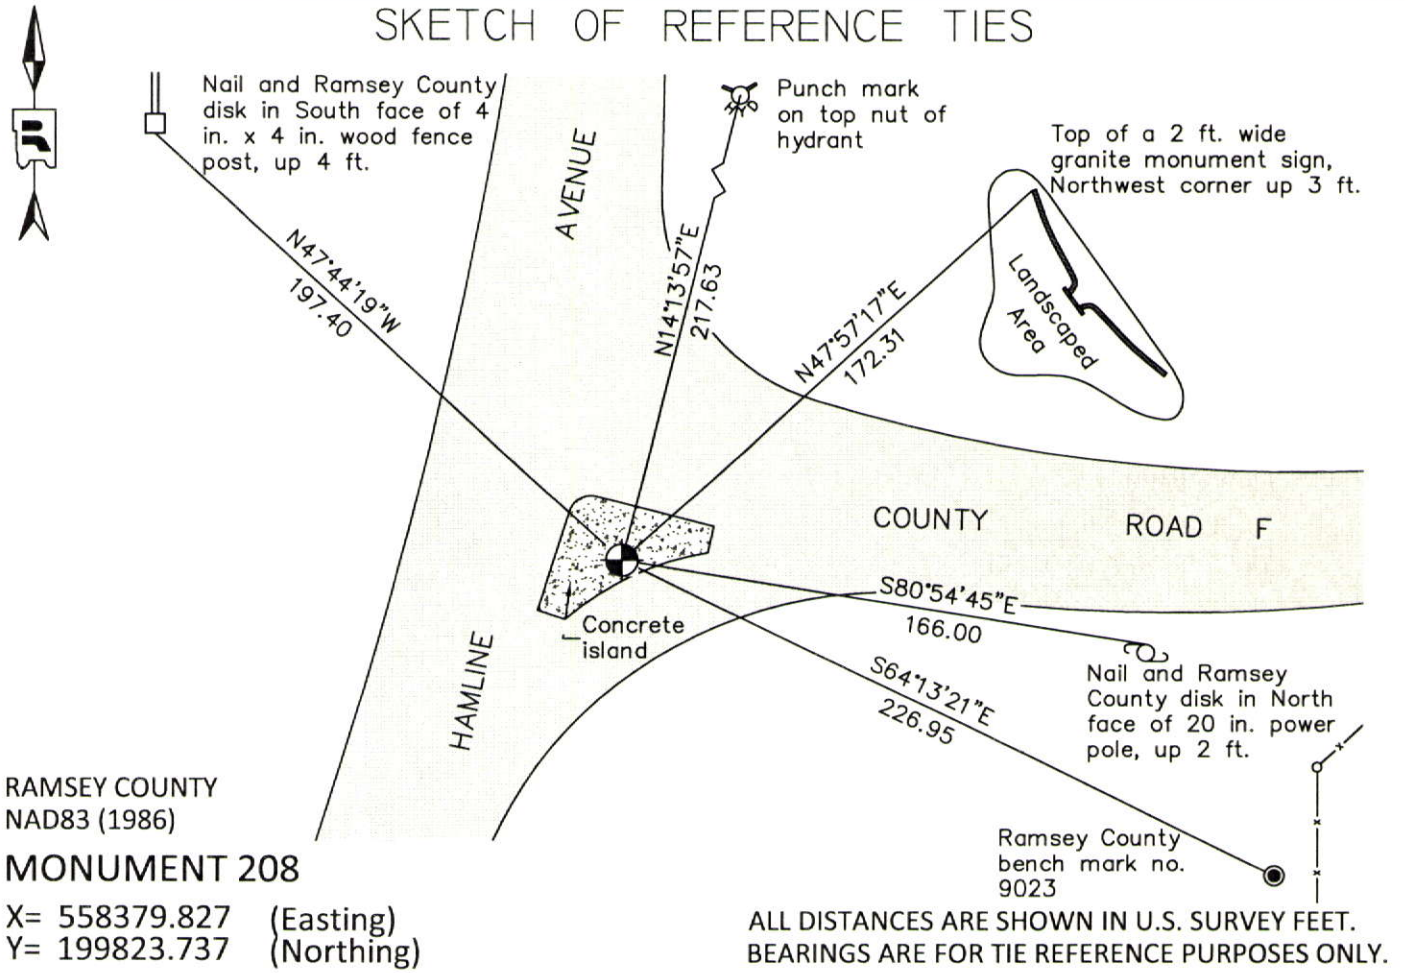 SKETCH OF REFERENCE TIES
Nail and Ramsey County
disk in South face of 4
in. x 4 in. wood fence
post, up 4 ft.
Punch mark
on top nut of
hydrant
Top of a 2 ft. wide
granite monument sign,
Northwest corner up 3 ft.
AVENUE
N47°44'19"W
197.40
N14°13'57"E
217.63
N47°57'17"E
172.31
Landscaped
Area
COUNTY ROAD F
S80°54'45"E
166.00
Concrete
island
HAMLINE
S64°13'21"E
226.95
Nail and Ramsey
County disk in North
face of 20 in. power
pole, up 2 ft.
Ramsey County
bench mark no.
9023
RAMSEY COUNTY
NAD83 (1986)
MONUMENT 208
X= 558379.827 (Easting)
Y= 199823.737 (Northing)
ALL DISTANCES ARE SHOWN IN U.S. SURVEY FEET.
BEARINGS ARE FOR TIE REFERENCE PURPOSES ONLY.